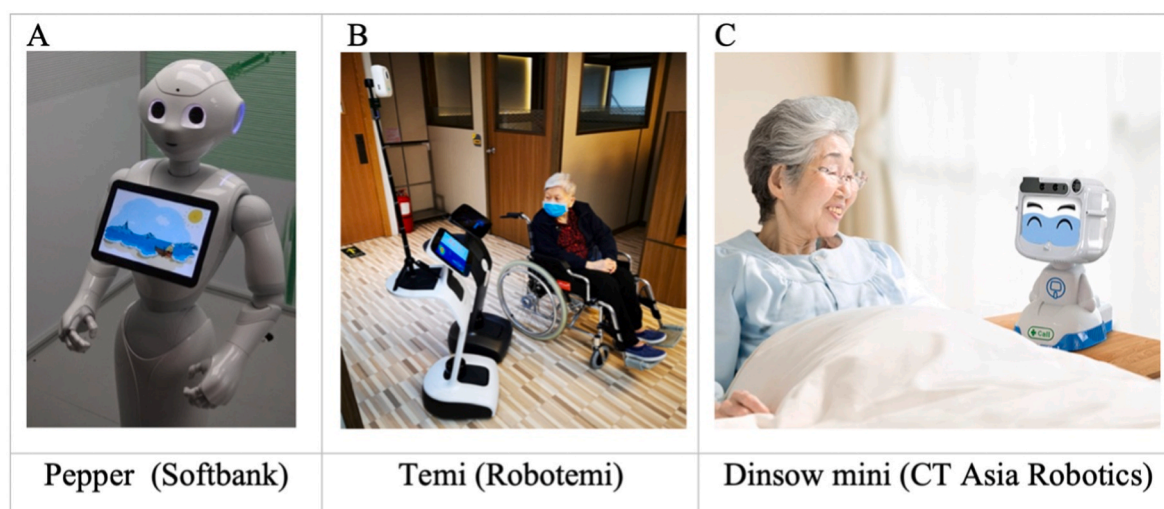 A
B
C
Call
Pepper (Softbank)
Temi (Robotemi)
Dinsow mini (CT Asia Robotics)